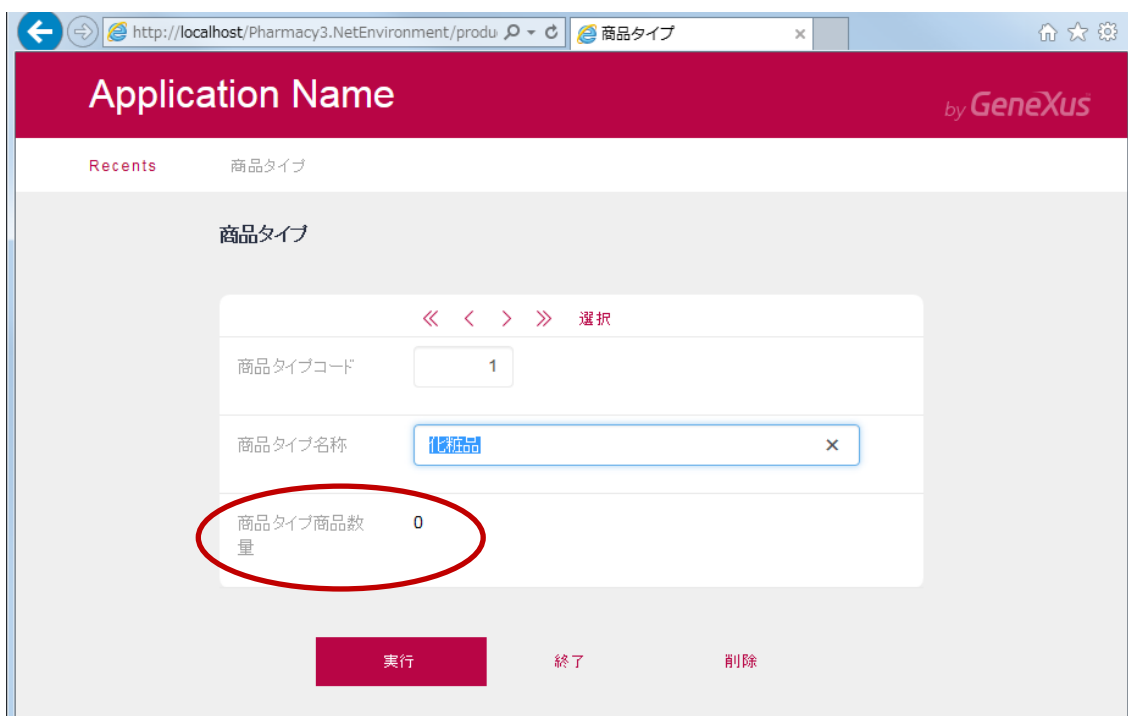 http://localhost/Pharmacy3.NetEnvironment/produ
商品タイプ
Application Name
by GeneXus
Recents
商品タイプ
商品タイプ
選択
商品タイプコード
1
商品タイプ名称
化粧品
商品タイプ商品数
量
0
実行
終了
削除